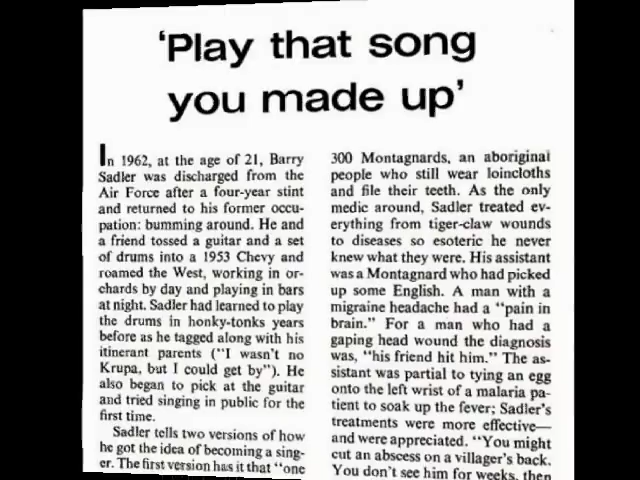 ‘Play that song
you made up’
In 1962, at the age of 21, Barry
Sadler was discharged from the
Air Force after a four-year stint
and returned to his former occu-
pation: bumming around. He and
a friend tossed a guitar and a set
of drums into a 1953 Chevy and
roamed the West, working in or-
chards by day and playing in bars
at night. Sadler had learned to play
the drums in honky-tonks years
before as he tagged along with his
itinerant parents (“I wasn’t no
Krupa, but I could get by”). He
also began to pick at the guitar
and tried singing in public for the
first time.
Sadler tells two versions of how
he got the idea of becoming a sing-
er. The first version has it that “one
300 Montagnards, an aboriginal
people who still wear loincloths
and file their teeth. As the only
medic around, Sadler treated ev-
erything from tiger-claw wounds
to diseases so esoteric he never
knew what they were. His assistant
was a Montagnard who had picked
up some English. A man with a
migraine headache had a “pain in
brain.” For a man who had a
gaping head wound the diagnosis
was, “his friend hit him.” The as-
sistant was partial to tying an egg
onto the left wrist of a malaria pa-
tient to soak up the fever; Sadler’s
treatments were more effective—
and were appreciated. “You might
cut an abscess on a villager’s back.
You don’t see him for weeks, then